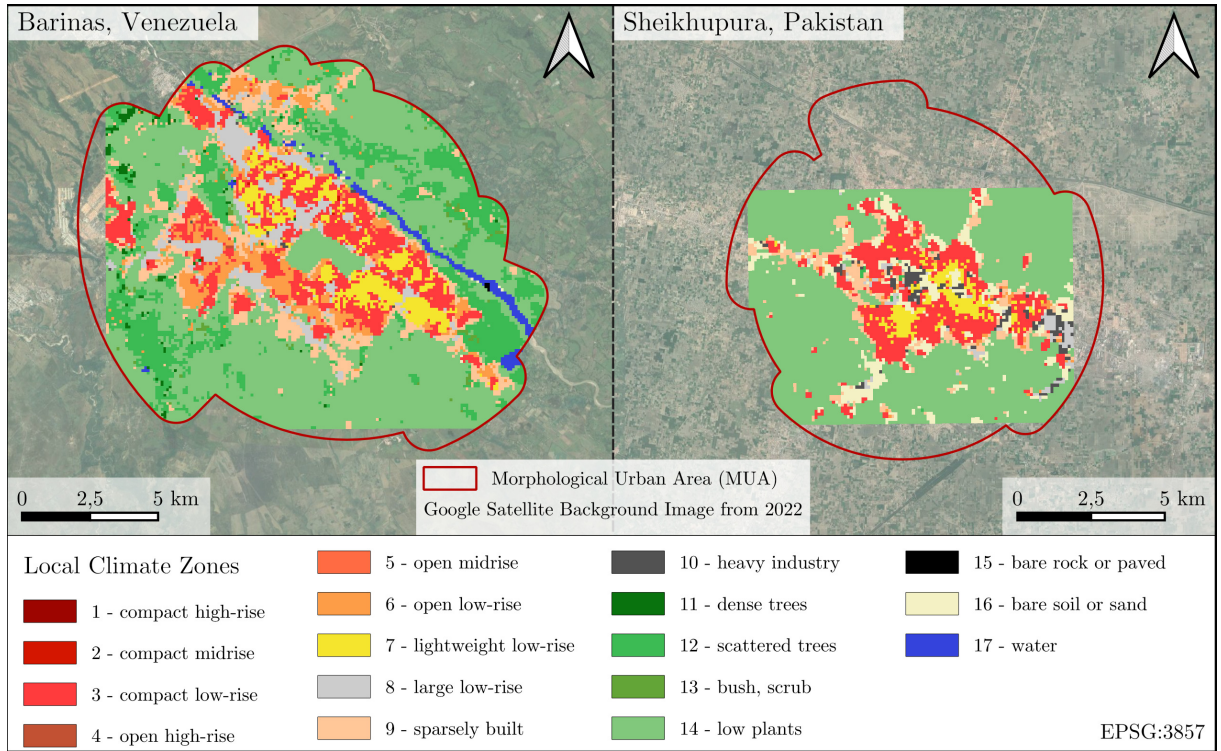 Barinas, Venezuela
Sheikhupura, Pakistan
Morphological Urban Area (MUA)
Google Satellite Background Image from 2022
0 2,5 5 km
0 2,5 5 km
Local Climate Zones
1 - compact high-rise
2 - compact midrise
3 - compact low-rise
4 - open high-rise
5 - open midrise
6 - open low-rise
7 - lightweight low-rise
8 - large low-rise
9 - sparsely built
10 - heavy industry
11 - dense trees
12 - scattered trees
13 - bush, scrub
14 - low plants
15 - bare rock or paved
16 - bare soil or sand
17 - water
EPSG:3857